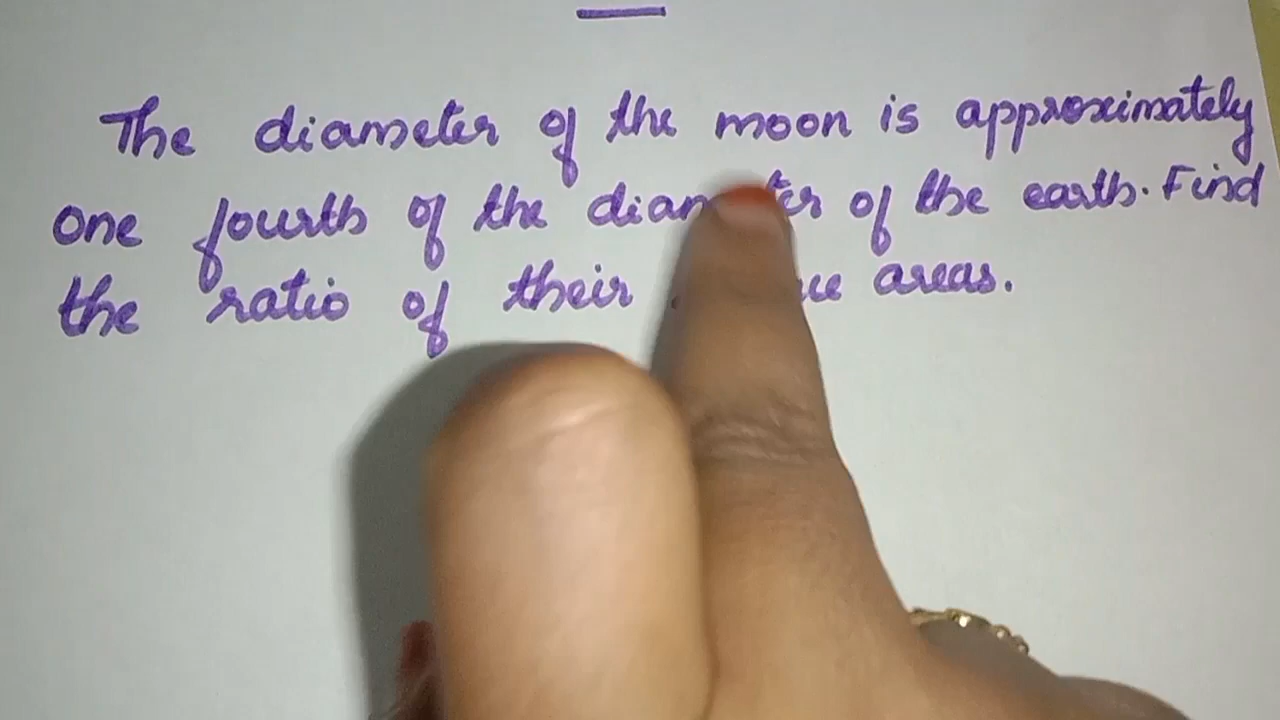 The diameter of the moon is approximately
one fourth of the diameter of the earth. Find
the ratio of their areas.